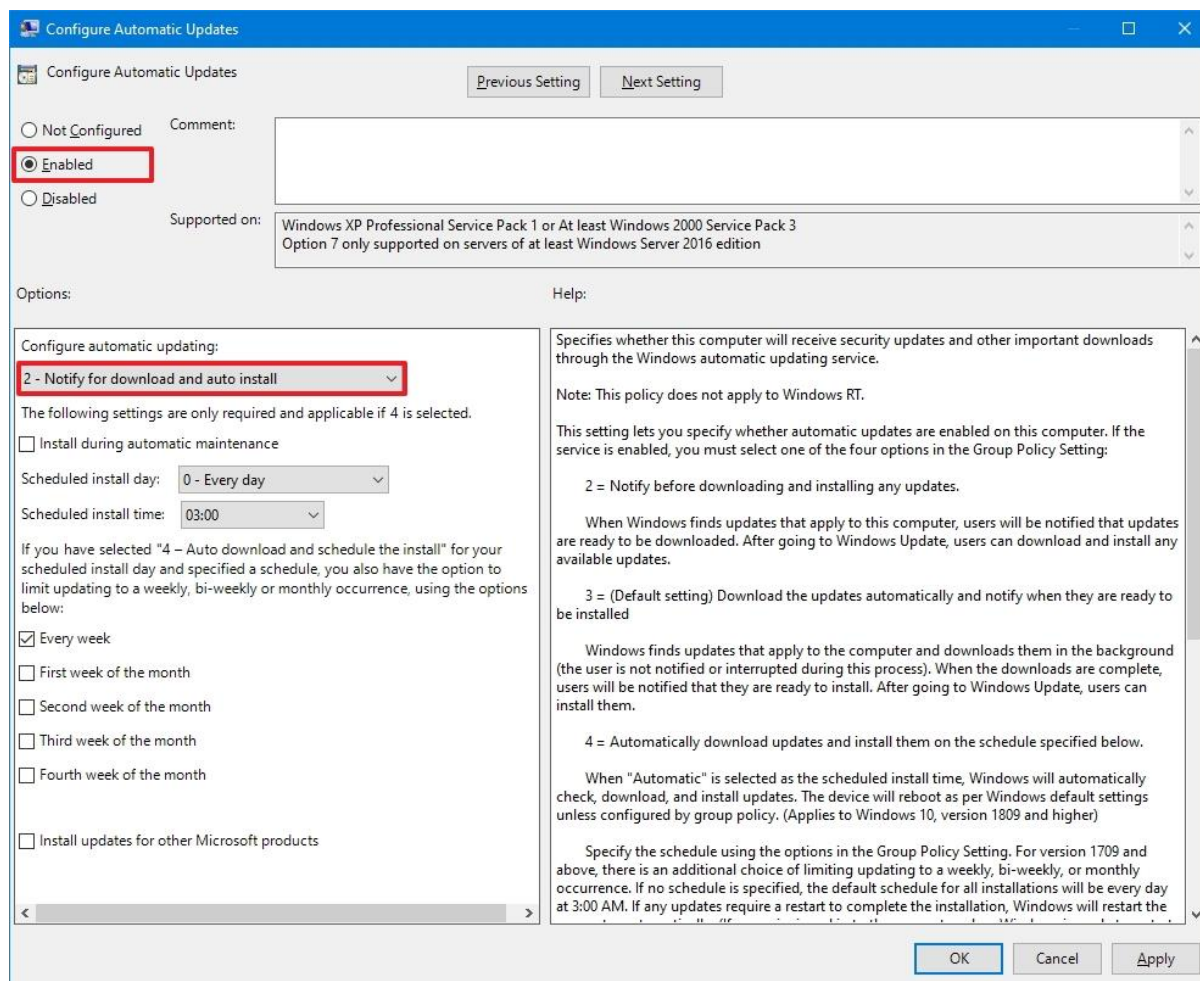 Configure Automatic Updates
Configure Automatic Updates
Previous Setting
Next Setting
Not Configured
Comment:
Enabled
Disabled
Supported on:
Windows XP Professional Service Pack 1 or At least Windows 2000 Service Pack 3
Option 7 only supported on servers of at least Windows Server 2016 edition
Options:
Help:
Configure automatic updating:
2 - Notify for download and auto install
The following settings are only required and applicable if 4 is selected.
Install during automatic maintenance
Scheduled install day:
0 - Every day
Scheduled install time:
03:00
If you have selected "4 – Auto download and schedule the install" for your
scheduled install day and specified a schedule, you also have the option to
limit updating to a weekly, bi-weekly or monthly occurrence, using the options
below:
Every week
First week of the month
Second week of the month
Third week of the month
Fourth week of the month
Install updates for other Microsoft products
Specifies whether this computer will receive security updates and other important downloads
through the Windows automatic updating service.
Note: This policy does not apply to Windows RT.
This setting lets you specify whether automatic updates are enabled on this computer. If the
service is enabled, you must select one of the four options in the Group Policy Setting:
2 = Notify before downloading and installing any updates.
When Windows finds updates that apply to this computer, users will be notified that updates
are ready to be downloaded. After going to Windows Update, users can download and install any
available updates.
3 = (Default setting) Download the updates automatically and notify when they are ready to
be installed
Windows finds updates that apply to the computer and downloads them in the background
(the user is not notified or interrupted during this process). When the downloads are complete,
users will be notified that they are ready to install. After going to Windows Update, users can
install them.
4 = Automatically download updates and install them on the schedule specified below.
When "Automatic" is selected as the scheduled install time, Windows will automatically
check, download, and install updates. The device will reboot as per Windows default settings
unless configured by group policy. (Applies to Windows 10, version 1809 and higher)
Specify the schedule using the options in the Group Policy Setting. For version 1709 and
above, there is an additional choice of limiting updating to a weekly, bi-weekly, or monthly
occurrence. If no schedule is specified, the default schedule for all installations will be every day
at 3:00 AM. If any updates require a restart to complete the installation, Windows will restart the
OK
Cancel
Apply